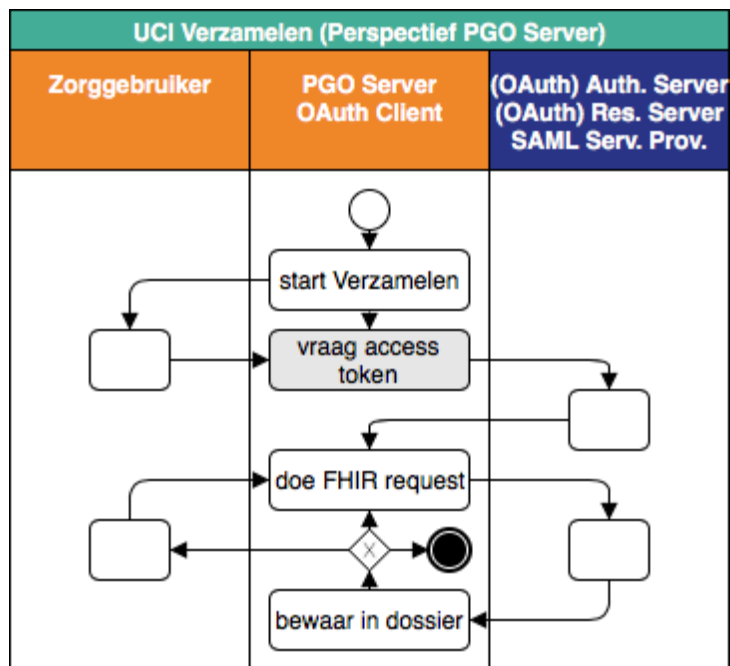 UCI Verzamelen (Perspectief PGO Server)
Zorggebruiker
PGO Server
OAuth Client
(OAuth) Auth. Server
(OAuth) Res. Server
SAML Serv. Prov.
start Verzamelen
vraag access
token
doe FHIR request
X
bewaar in dossier